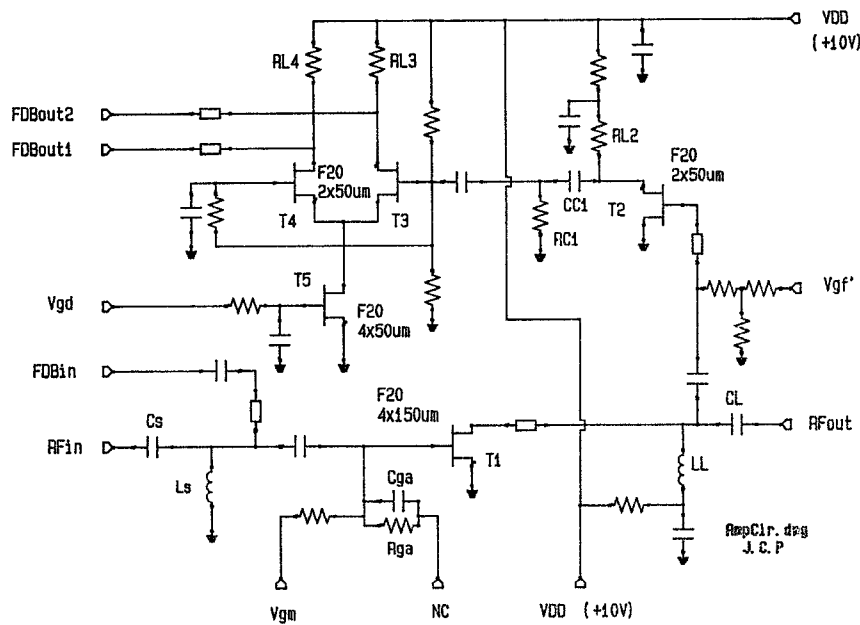 VDD
(+10V)
RL4
RL3
FDBout2
FDBout1
RL2
F20
2x50um
F20
2x50um
CC1
T4
T3
T2
RC1
T5
Vgd
F20
4x50um
Vgf'
FDBin
F20
4x150um
Cs
CL
RFin
RFout
T1
Ls
LL
Cga
Rga
AmpCir.dwg
J.C.P
Vgm
NC
VDD (+10V)